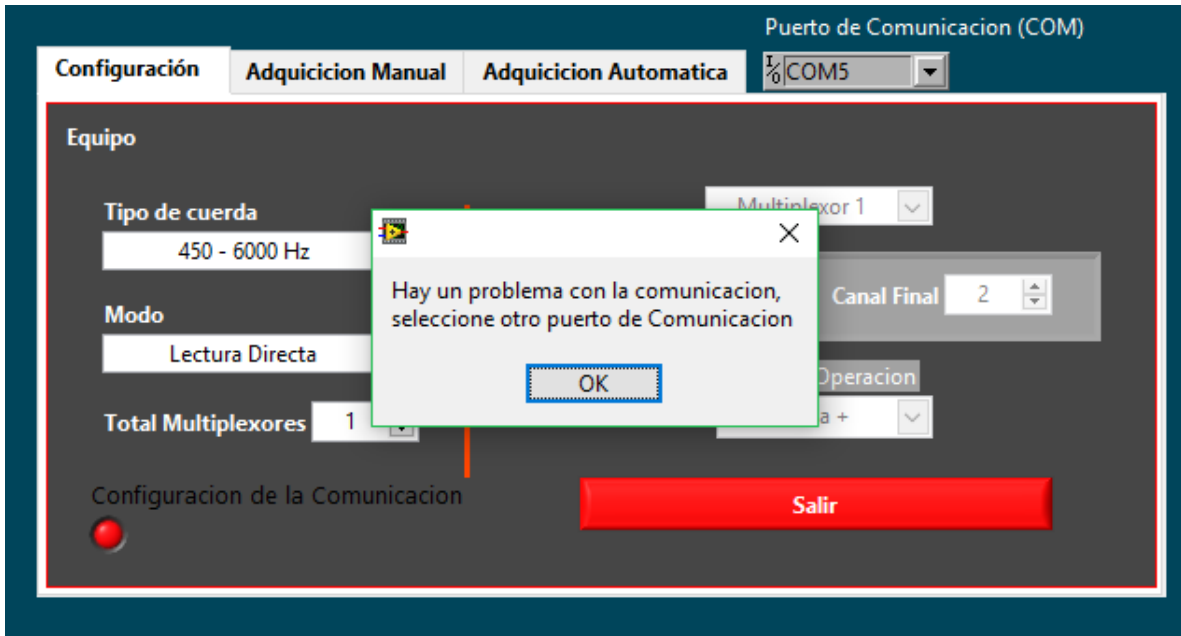 Puerto de Comunicacion (COM)
Configuración
Adquicicion Manual
Adquicicion Automatica
COM5
Equipo
Tipo de cuerda
450 - 6000 Hz
Modo
Lectura Directa
Total Multiplexores 1
Configuracion de la Comunicacion
Multiplexor 1
Canal Final 2
Operacion
a +
Salir
Hay un problema con la comunicacion,
seleccione otro puerto de Comunicacion
OK